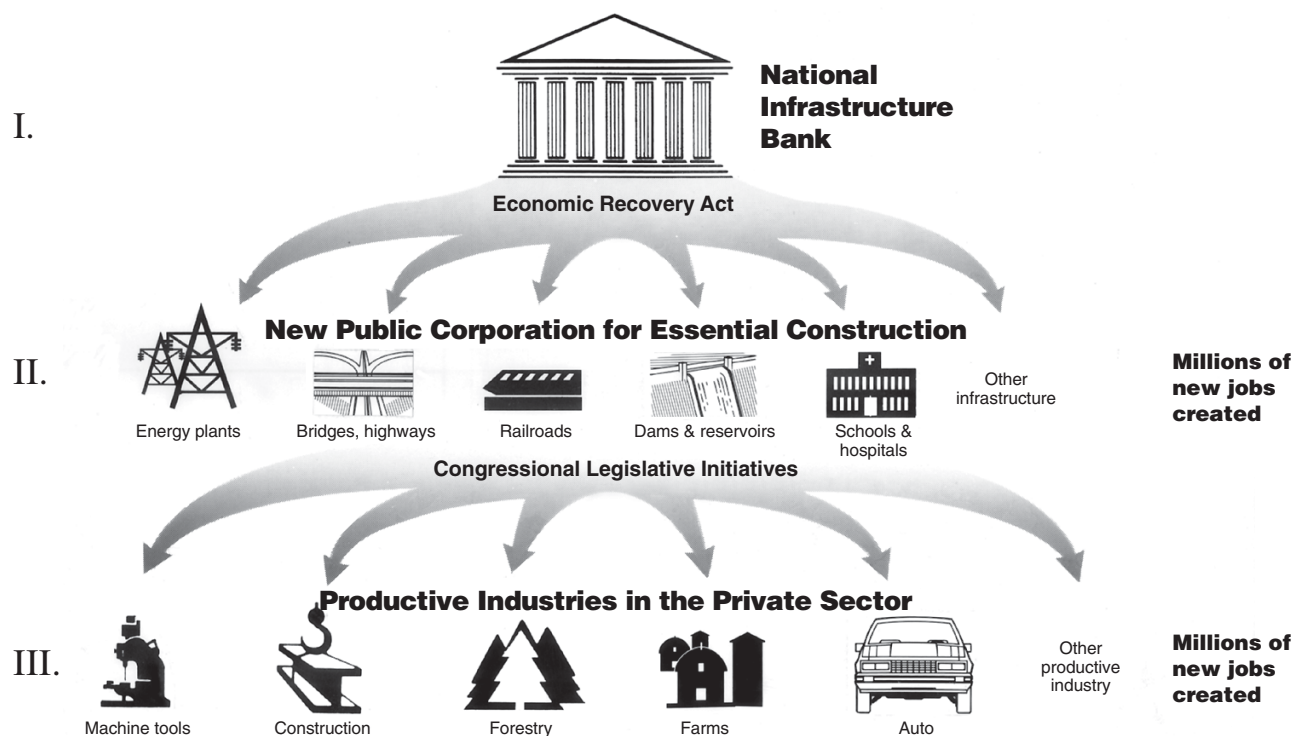 I.
National
Infrastructure
Bank
Economic Recovery Act
New Public Corporation for Essential Construction
II.
Energy plants
Bridges, highways
Railroads
Dams & reservoirs
Schools &
hospitals
Other
infrastructure
Millions of
new jobs
created
Congressional Legislative Initiatives
Productive Industries in the Private Sector
III.
Machine tools
Construction
Forestry
Farms
Auto
Other
productive
industry
Millions of
new jobs
created